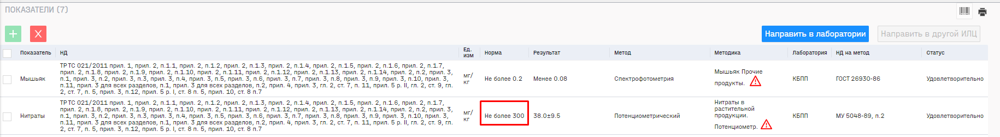 ПОКАЗАТЕЛИ (7)
Направить в лаборатории
Направить в другой ИЛЦ
Показатель НД Ед. изм Норма Результат Метод Методика Лаборатория НД на метод Статус
Мышьяк
ТР ТС 021/2011 прил. 1, прил. 2, п.1.1, прил. 2, п.1.2, прил. 2, п.1.3, прил. 2, п.1.4, прил. 2, п.1.5, прил. 2, п.1.6, прил. 2, п.1.7,
прил. 2, п.1.8, прил. 2, п.1.9, прил. 2, п.1.10, прил. 2, п.1.11, прил. 2, п.1.12, прил. 2, п.1.13, прил. 2, п.1.14, прил. 2, п.2, прил. 3,
п.1, прил. 3, п.2, прил. 3, п.3, прил. 3, п.4, прил. 3, п.5, прил. 3, п.6, прил. 3, п.7, прил. 3, п.8, прил. 3, п.9, прил. 3, п.10, прил. 3,
п.11, прил. 3 для всех разделов, п.1, прил. 3 для всех разделов, п.2, прил. 4, прил. 3, гл. 2, ст. 7, п. 11, прил. 5 р. II, гл. 2, ст. 9, гл.
2, ст. 7, п. 5, прил. 3, п.12, прил. 5 р. I, ст. 8 п. 5, прил. 10, ст. 8 п.7
мг/
кг
Не более 0.2
Менее 0.08
Спектрофотометрия
Мышьяк Прочие
продукты.
КБПП
ГОСТ 26930-86
Удовлетворительно
Нитраты
ТР ТС 021/2011 прил. 1, прил. 2, п.1.1, прил. 2, п.1.2, прил. 2, п.1.3, прил. 2, п.1.4, прил. 2, п.1.5, прил. 2, п.1.6, прил. 2, п.1.7,
прил. 2, п.1.8, прил. 2, п.1.9, прил. 2, п.1.10, прил. 2, п.1.11, прил. 2, п.1.12, прил. 2, п.1.13, прил. 2, п.1.14, прил. 2, п.2, прил. 3,
п.1, прил. 3, п.2, прил. 3, п.3, прил. 3, п.4, прил. 3, п.5, прил. 3, п.6, прил. 3, п.7, прил. 3, п.8, прил. 3, п.9, прил. 3, п.10, прил. 3,
п.11, прил. 3 для всех разделов, п.1, прил. 3 для всех разделов, п.2, прил. 4, прил. 3, гл. 2, ст. 7, п. 11, прил. 5 р. II, гл. 2, ст. 9, гл.
2, ст. 7, п. 5, прил. 3, п.12, прил. 5 р. I, ст. 8 п. 5, прил. 10, ст. 8 п.7
мг/
кг
Не более 300
38.0±9.5
Потенциометрический
Нитраты в
растительной
продукции.
Потенциометр.
КБПП
МУ 5048-89, п.2
Удовлетворительно